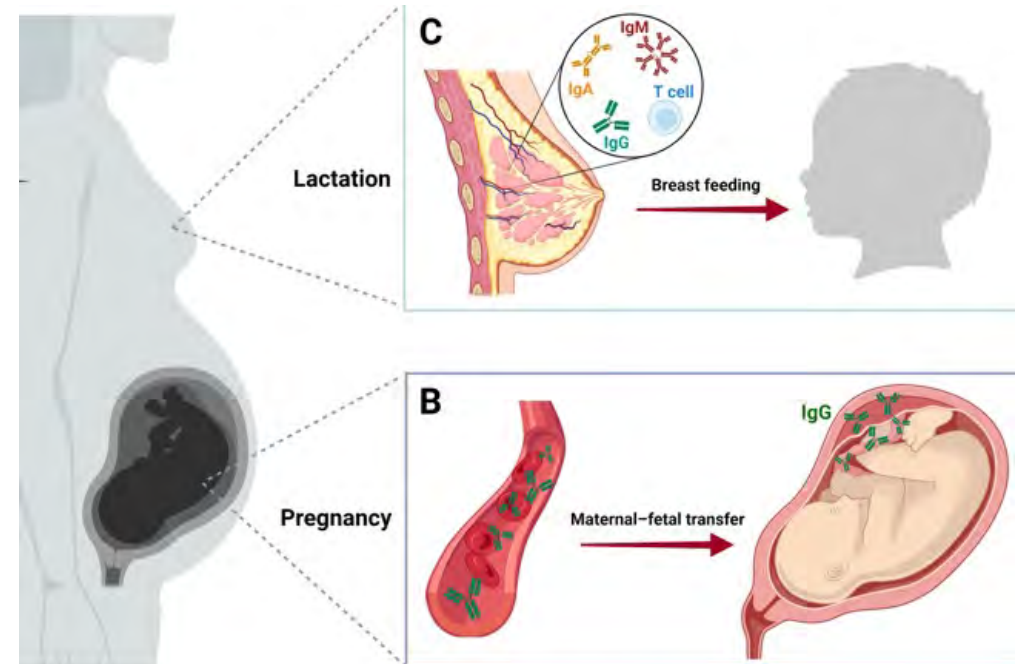 C
IgM
IgA
T cell
IgG
Lactation
Breast feeding
B
IgG
Pregnancy
Maternal–fetal transfer